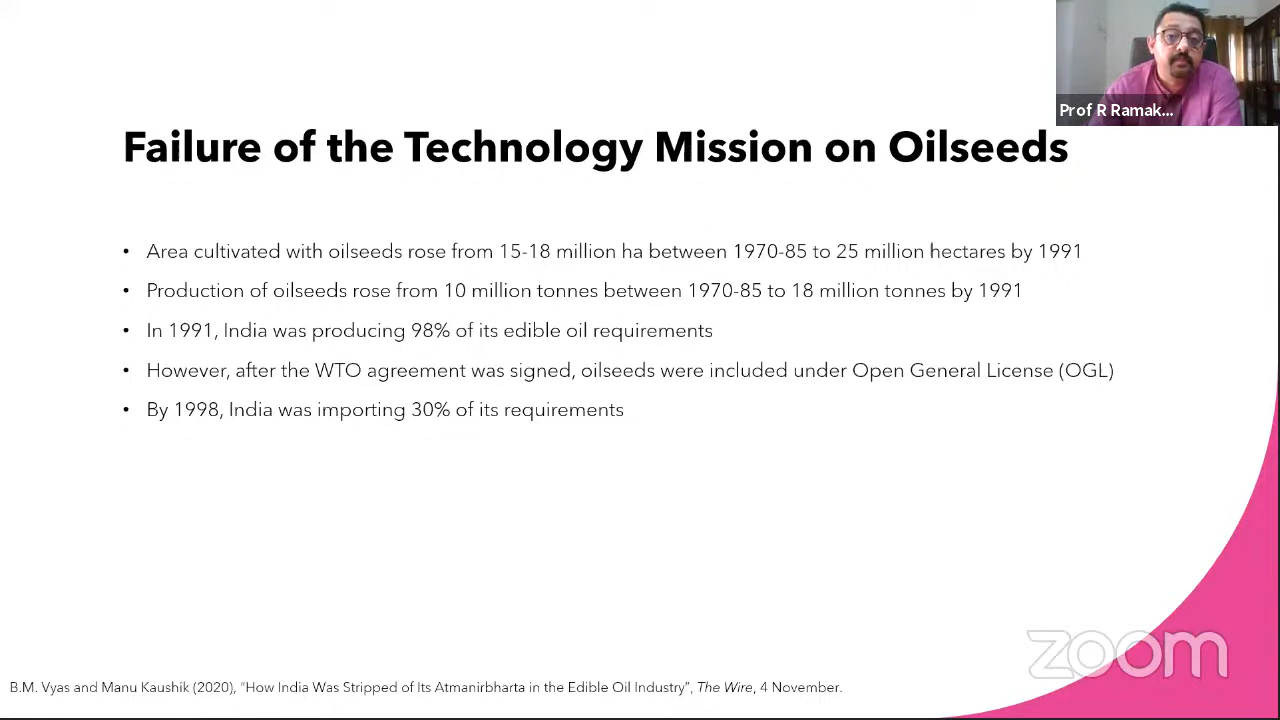 Prof R Ramak...
Failure of the Technology Mission on Oilseeds
• Area cultivated with oilseeds rose from 15-18 million ha between 1970-85 to 25 million hectares by 1991
• Production of oilseeds rose from 10 million tonnes between 1970-85 to 18 million tonnes by 1991
• In 1991, India was producing 98% of its edible oil requirements
• However, after the WTO agreement was signed, oilseeds were included under Open General License (OGL)
• By 1998, India was importing 30% of its requirements
zoom
B.M. Vyas and Manu Kaushik (2020), “How India Was Stripped of Its Atmanirbharta in the Edible Oil Industry”, The Wire, 4 November.